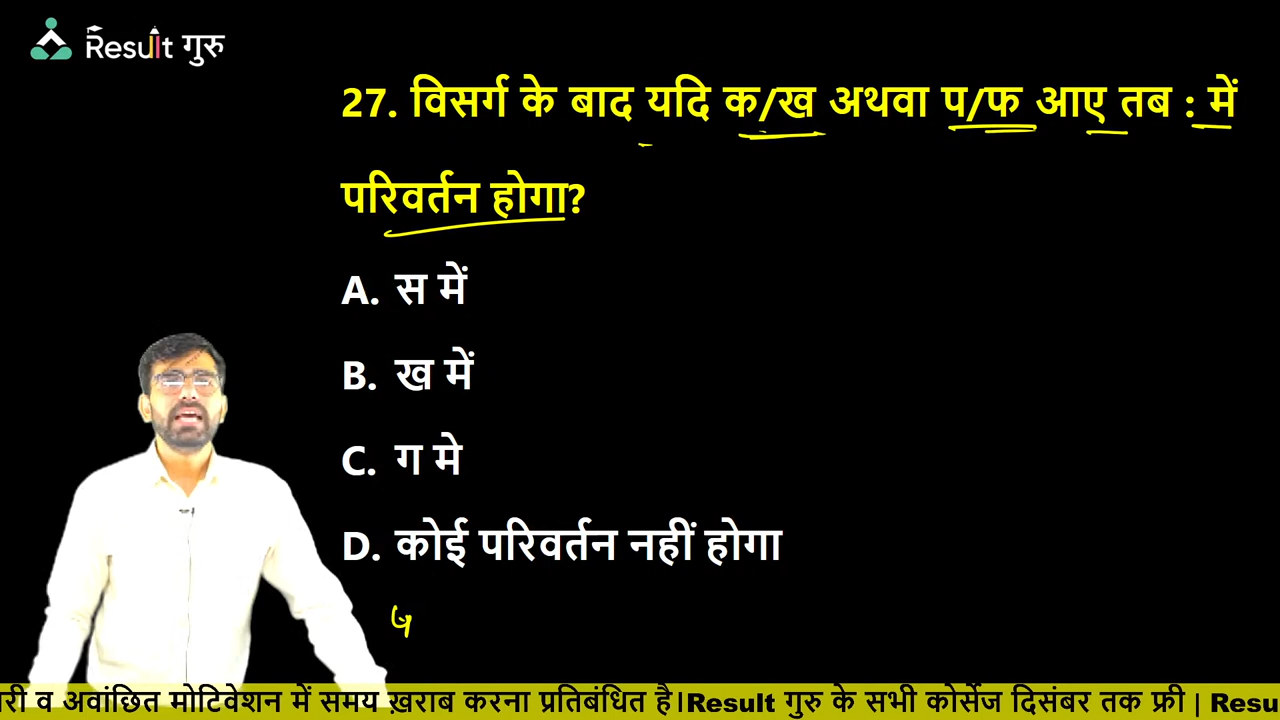 Result गुरु
27. विसर्ग के बाद यदि क/ख अथवा प/फ आए तब : में
परिवर्तन होगा?
A. स में
B. ख में
C. ग मे
D. कोई परिवर्तन नहीं होगा
री व अवांछित मोटिवेशन में समय ख़राब करना प्रतिबंधित है।Result गुरु के सभी कोर्सेज दिसंबर तक फ्री | Resu